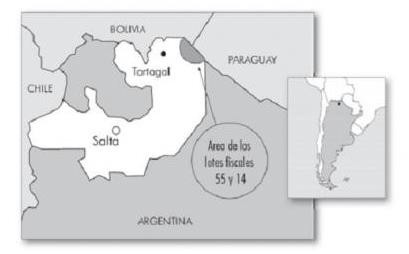 BOLIVIA
Tartagal
PARAGUAY
CHILE
Salta
Area de los
lotes fiscales
55 y 14
ARGENTINA